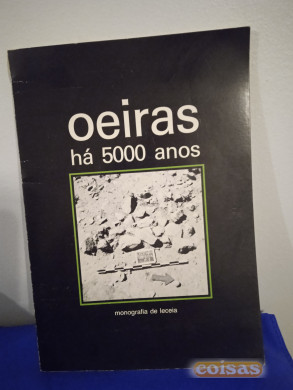 oeiras
há 5000 anos
monografia de leceia
coisas